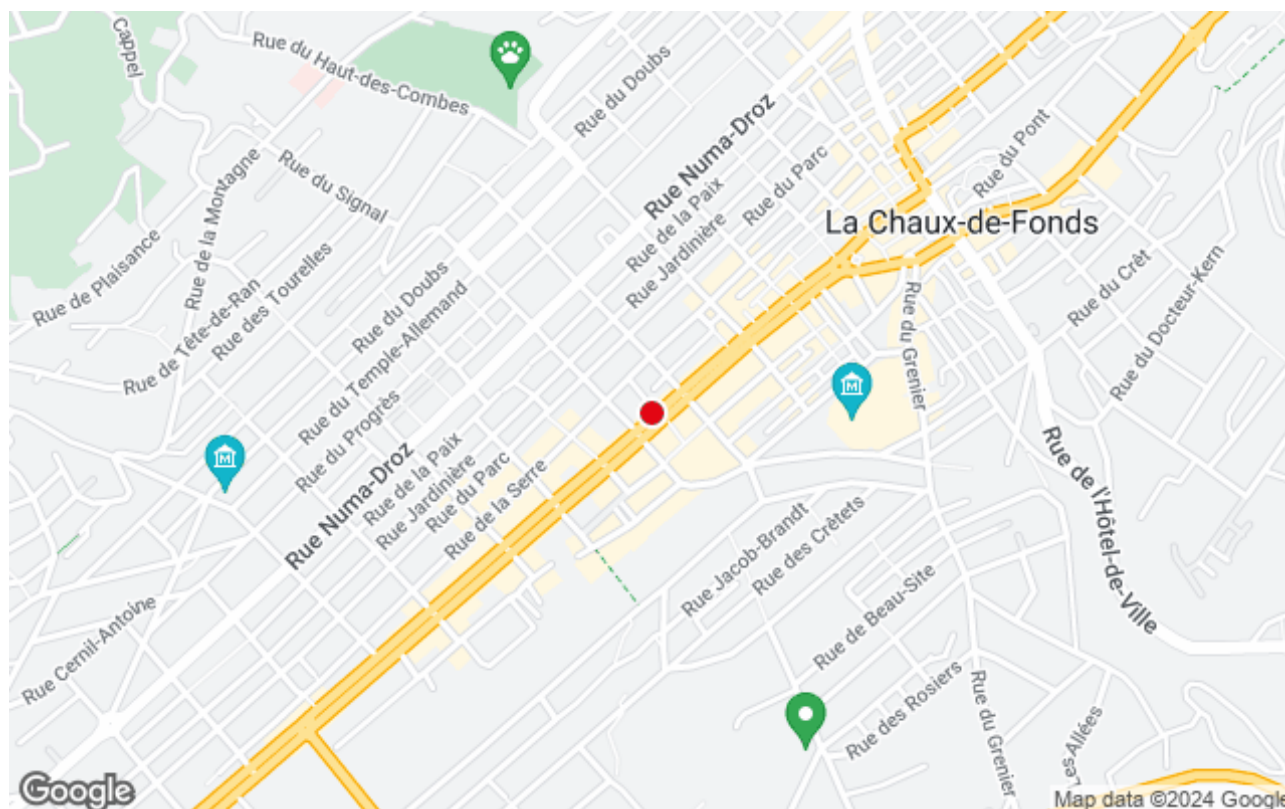 Cappel
Rue du Haut-des-Combes
Rue du Doubs
Rue Numa-Droz
Rue du Pont
Rue du Parc
Rue de la Paix
Rue Jardinière
La Chaux-de-Fonds
Rue du Signal
Rue de la Montagne
Rue de Plaisance
Rue de Tête-de-Ran
Rue des Tourelles
Rue du Doubs
Rue du Temple-Allemand
Rue du Progrès
Rue du Crêt
Rue du Docteur-Kern
Rue du Grenier
Rue Numa-Droz
Rue de la Paix
Rue Jardinière
Rue du Parc
Rue de la Serre
Rue de l'Hôtel-de-Ville
Rue Jacob-Brandt
Rue des Crêtets
Rue de Beau-Site
Rue des Rosiers
Rue du Grenier
Les Allées
Rue Cernil-Antoine
M
M
Google
Map data ©2024 Google